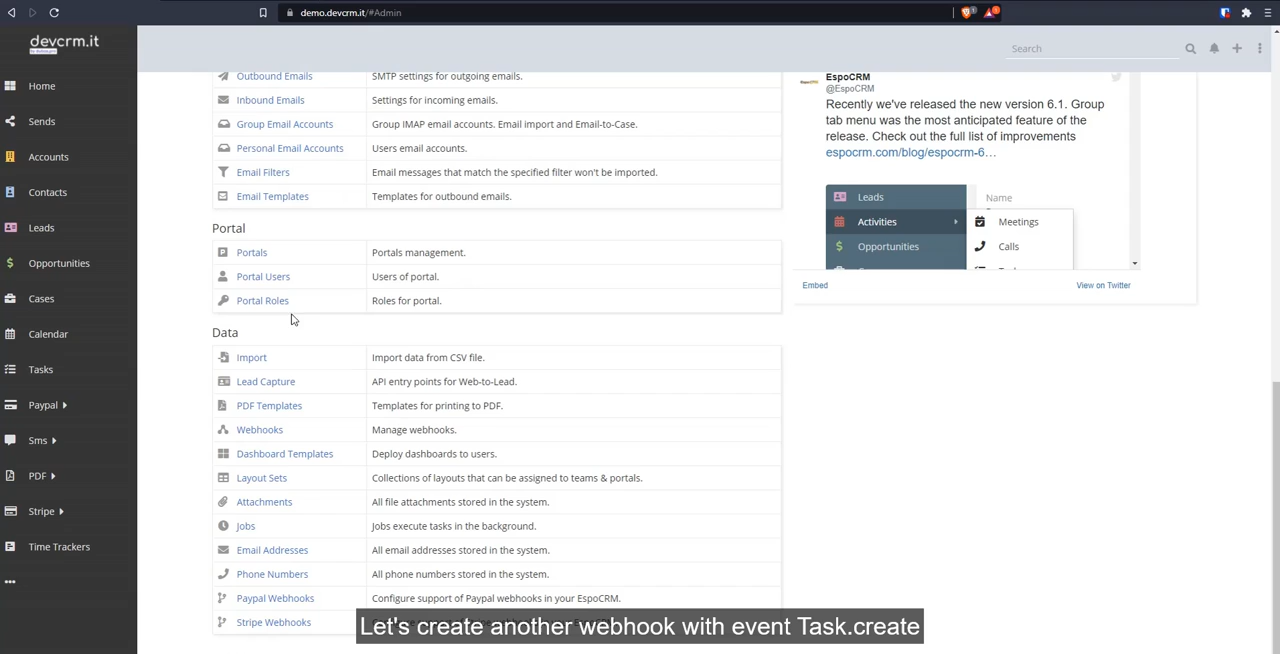 demo.devcrm.it/#Admin
devcrm.it
Search
Home
Sends
Accounts
Contacts
Leads
Opportunities
Cases
Calendar
Tasks
Paypal
Sms
PDF
Stripe
Time Trackers
Outbound Emails SMTP settings for outgoing emails.
Inbound Emails Settings for incoming emails.
Group Email Accounts Group IMAP email accounts. Email import and Email-to-Case.
Personal Email Accounts Users email accounts.
Email Filters Email messages that match the specified filter won't be imported.
Email Templates Templates for outbound emails.
Portal
Portals Portals management.
Portal Users Users of portal.
Portal Roles Roles for portal.
Data
Import Import data from CSV file.
Lead Capture API entry points for Web-to-Lead.
PDF Templates Templates for printing to PDF.
Webhooks Manage webhooks.
Dashboard Templates Deploy dashboards to users.
Layout Sets Collections of layouts that can be assigned to teams & portals.
Attachments All file attachments stored in the system.
Jobs Jobs execute tasks in the background.
Email Addresses All email addresses stored in the system.
Phone Numbers All phone numbers stored in the system.
Paypal Webhooks Configure support of Paypal webhooks in your EspoCRM.
Stripe Webhooks
EspoCRM
@EspoCRM
Recently we've released the new version 6.1. Group
tab menu was the most anticipated feature of the
release. Check out the full list of improvements
espocrm.com/blog/espocrm-6…
Leads
Name
Activities
Meetings
Opportunities
Calls
Embed
View on Twitter
Let's create another webhook with event Task.create